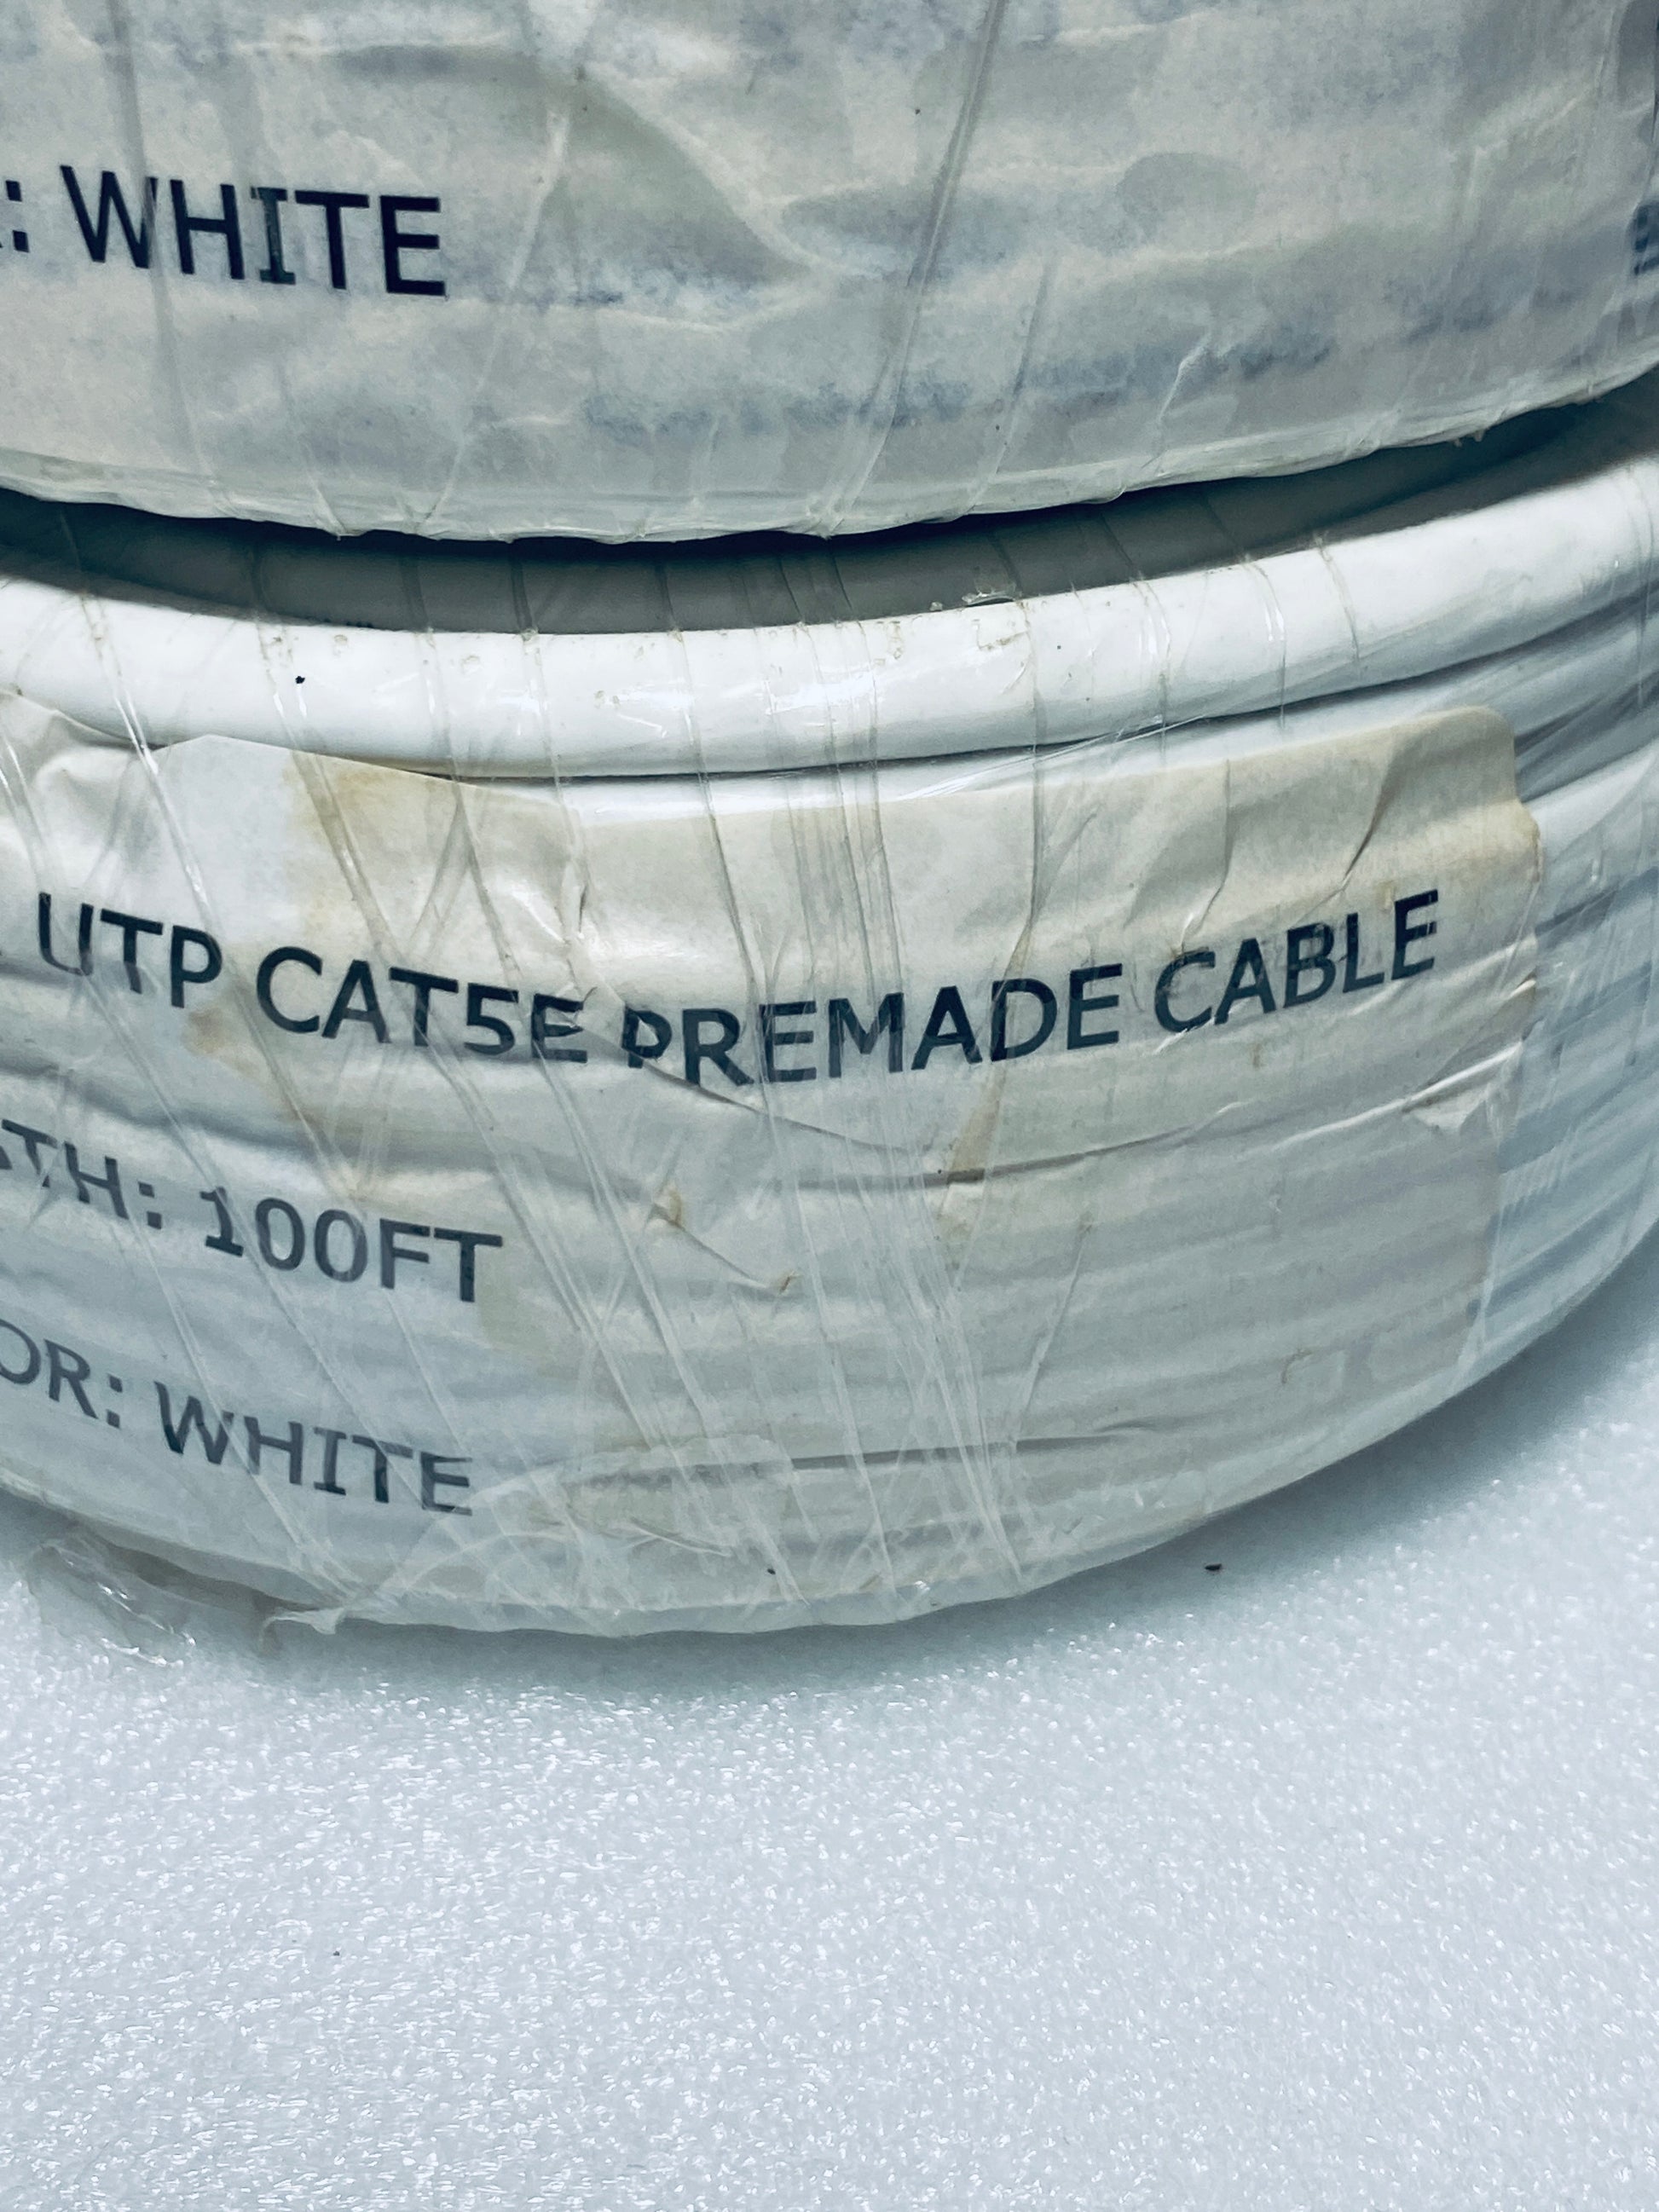 : WHITE
UTP CAT5E PREMADE CABLE
TH: 100FT
OR: WHITE